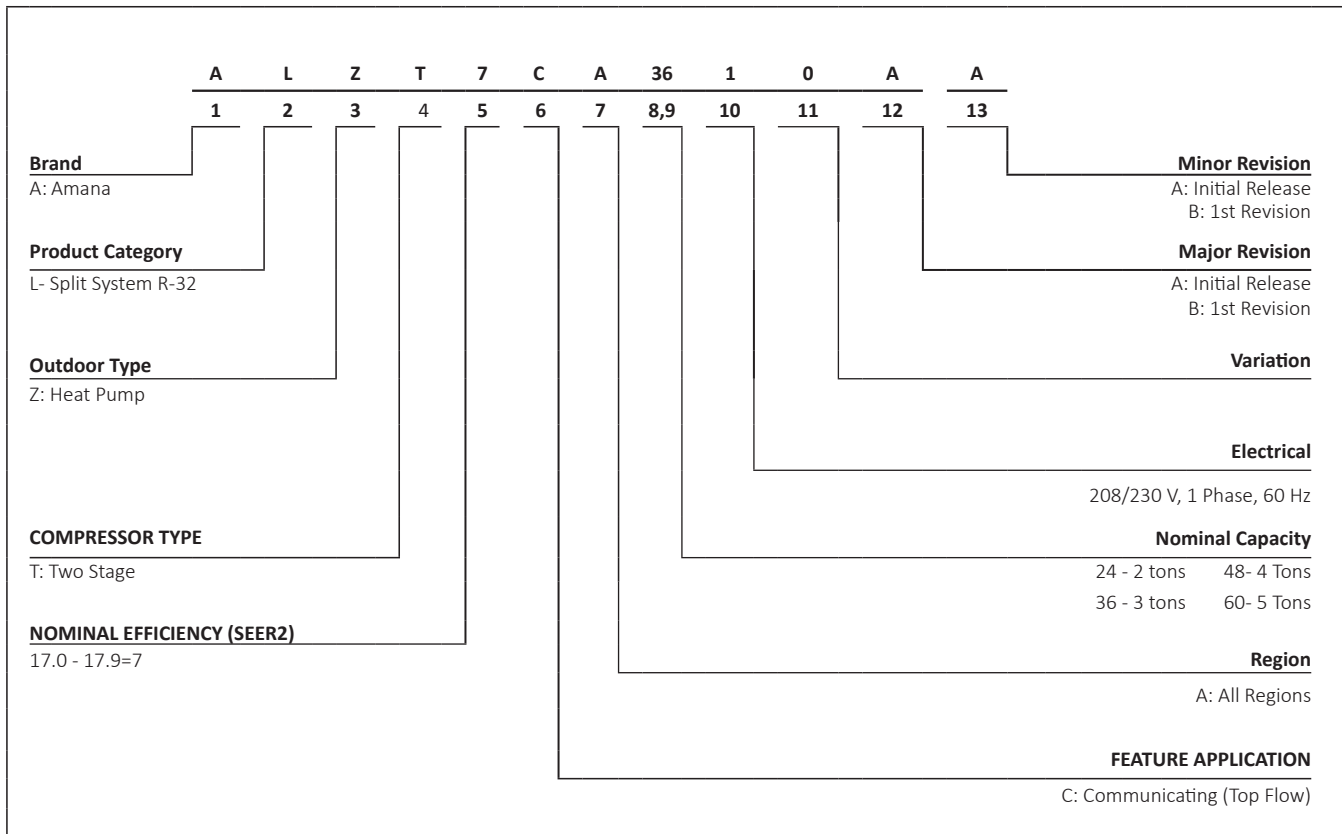 A L Z T 7 C A 36 1 0 A A
1 2 3 4 5 6 7 8,9 10 11 12 13
Brand
A: Amana
Product Category
L- Split System R-32
Outdoor Type
Z: Heat Pump
COMPRESSOR TYPE
T: Two Stage
NOMINAL EFFICIENCY (SEER2)
17.0 - 17.9=7
Minor Revision
A: Initial Release
B: 1st Revision
Major Revision
A: Initial Release
B: 1st Revision
Variation
Electrical
208/230 V, 1 Phase, 60 Hz
Nominal Capacity
24 - 2 tons 48- 4 Tons
36 - 3 tons 60- 5 Tons
Region
A: All Regions
FEATURE APPLICATION
C: Communicating (Top Flow)